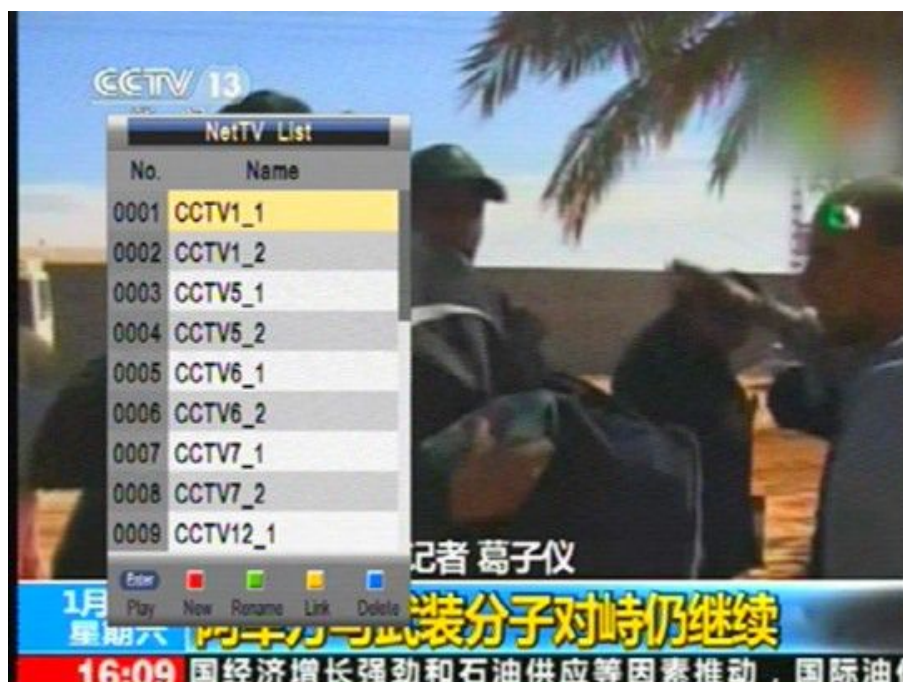 CCTV 13
NetTV List
No. Name
0001 CCTV1_1
0002 CCTV1_2
0003 CCTV5_1
0004 CCTV5_2
0005 CCTV6_1
0006 CCTV6_2
0007 CCTV7_1
0008 CCTV7_2
0009 CCTV12_1
记者 葛子仪
Enter
Play New Rename Link Delete
1月
星期六
武装分子对峙仍继续
16:09 国经济增长强劲和石油供应等因素推动，国际油